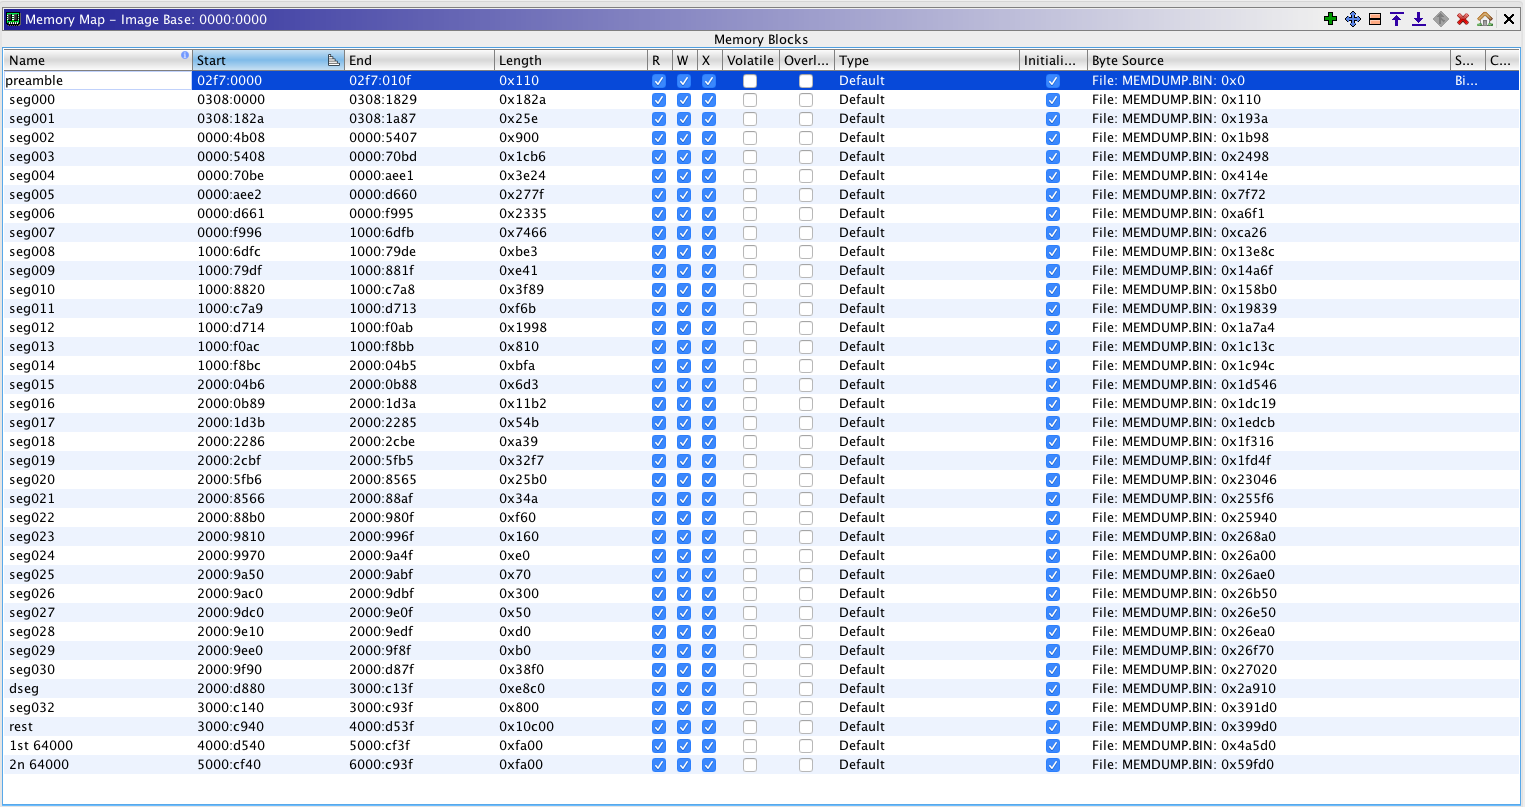 Memory Map - Image Base: 0000:0000
Memory Blocks
Name Start End Length R W X Volatile Overl... Type Initiali... Byte Source S... C...
preamble 02f7:0000 02f7:010f 0x110 Default File: MEMDUMP.BIN: 0x0 Bi...
seg000 0308:0000 0308:1829 0x182a Default File: MEMDUMP.BIN: 0x110
seg001 0308:182a 0308:1a87 0x25e Default File: MEMDUMP.BIN: 0x193a
seg002 0000:4b08 0000:5407 0x900 Default File: MEMDUMP.BIN: 0x1b98
seg003 0000:5408 0000:70bd 0x1cb6 Default File: MEMDUMP.BIN: 0x2498
seg004 0000:70be 0000:aee1 0x3e24 Default File: MEMDUMP.BIN: 0x414e
seg005 0000:aee2 0000:d660 0x277f Default File: MEMDUMP.BIN: 0x7f72
seg006 0000:d661 0000:f995 0x2335 Default File: MEMDUMP.BIN: 0xa6f1
seg007 0000:f996 1000:6dfb 0x7466 Default File: MEMDUMP.BIN: 0xca26
seg008 1000:6dfc 1000:79de 0xbe3 Default File: MEMDUMP.BIN: 0x13e8c
seg009 1000:79df 1000:881f 0xe41 Default File: MEMDUMP.BIN: 0x14a6f
seg010 1000:8820 1000:c7a8 0x3f89 Default File: MEMDUMP.BIN: 0x158b0
seg011 1000:c7a9 1000:d713 0xf6b Default File: MEMDUMP.BIN: 0x19839
seg012 1000:d714 1000:f0ab 0x1998 Default File: MEMDUMP.BIN: 0x1a7a4
seg013 1000:f0ac 1000:f8bb 0x810 Default File: MEMDUMP.BIN: 0x1c13c
seg014 1000:f8bc 2000:04b5 0xbfa Default File: MEMDUMP.BIN: 0x1c94c
seg015 2000:04b6 2000:0b88 0x6d3 Default File: MEMDUMP.BIN: 0x1d546
seg016 2000:0b89 2000:1d3a 0x11b2 Default File: MEMDUMP.BIN: 0x1dc19
seg017 2000:1d3b 2000:2285 0x54b Default File: MEMDUMP.BIN: 0x1edcb
seg018 2000:2286 2000:2cbe 0xa39 Default File: MEMDUMP.BIN: 0x1f316
seg019 2000:2cbf 2000:5fb5 0x32f7 Default File: MEMDUMP.BIN: 0x1fd4f
seg020 2000:5fb6 2000:8565 0x25b0 Default File: MEMDUMP.BIN: 0x23046
seg021 2000:8566 2000:88af 0x34a Default File: MEMDUMP.BIN: 0x255f6
seg022 2000:88b0 2000:980f 0xf60 Default File: MEMDUMP.BIN: 0x25940
seg023 2000:9810 2000:996f 0x160 Default File: MEMDUMP.BIN: 0x268a0
seg024 2000:9970 2000:9a4f 0xe0 Default File: MEMDUMP.BIN: 0x26a00
seg025 2000:9a50 2000:9abf 0x70 Default File: MEMDUMP.BIN: 0x26ae0
seg026 2000:9ac0 2000:9dbf 0x300 Default File: MEMDUMP.BIN: 0x26b50
seg027 2000:9dc0 2000:9e0f 0x50 Default File: MEMDUMP.BIN: 0x26e50
seg028 2000:9e10 2000:9edf 0xd0 Default File: MEMDUMP.BIN: 0x26ea0
seg029 2000:9ee0 2000:9f8f 0xb0 Default File: MEMDUMP.BIN: 0x26f70
seg030 2000:9f90 2000:d87f 0x38f0 Default File: MEMDUMP.BIN: 0x27020
dseg 2000:d880 3000:c13f 0xe8c0 Default File: MEMDUMP.BIN: 0x2a910
seg032 3000:c140 3000:c93f 0x800 Default File: MEMDUMP.BIN: 0x391d0
rest 3000:c940 4000:d53f 0x10c00 Default File: MEMDUMP.BIN: 0x399d0
1st 64000 4000:d540 5000:cf3f 0xfa00 Default File: MEMDUMP.BIN: 0x4a5d0
2n 64000 5000:cf40 6000:c93f 0xfa00 Default File: MEMDUMP.BIN: 0x59fd0